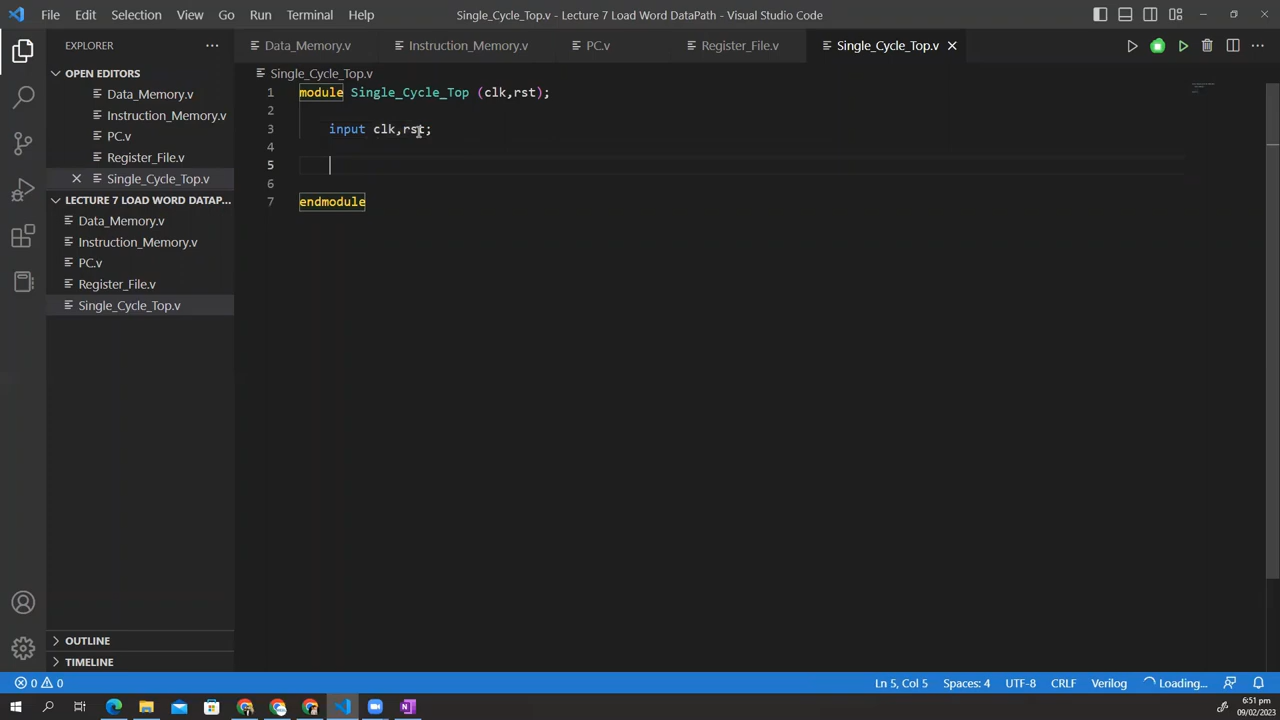 File Edit Selection View Go Run Terminal Help Single_Cycle_Top.v - Lecture 7 Load Word DataPath - Visual Studio Code
EXPLORER
Data_Memory.v Instruction_Memory.v PC.v Register_File.v Single_Cycle_Top.v
OPEN EDITORS
Data_Memory.v
Instruction_Memory.v
PC.v
Register_File.v
Single_Cycle_Top.v
LECTURE 7 LOAD WORD DATAP...
Data_Memory.v
Instruction_Memory.v
PC.v
Register_File.v
Single_Cycle_Top.v
OUTLINE
TIMELINE
Single_Cycle_Top.v
1 module Single_Cycle_Top (clk,rst);
2
3 input clk,rst;
4
5
6
7 endmodule
0 0 Ln 5, Col 5 Spaces: 4 UTF-8 CRLF Verilog Loading...
6:51 pm
09/02/2023